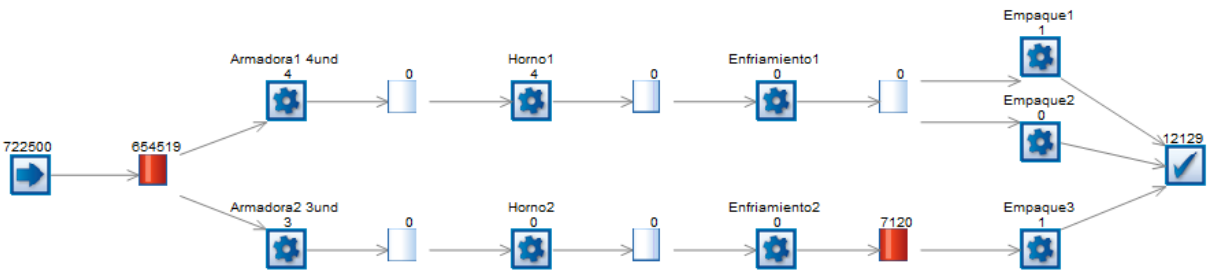 Empaque1
1
Armadora1 4und
4
0
Horno1
4
0
Enfriamiento1
0
0
Empaque2
0
722500
654519
12129
Armadora2 3und
3
0
Horno2
0
0
Enfriamiento2
0
7120
Empaque3
1